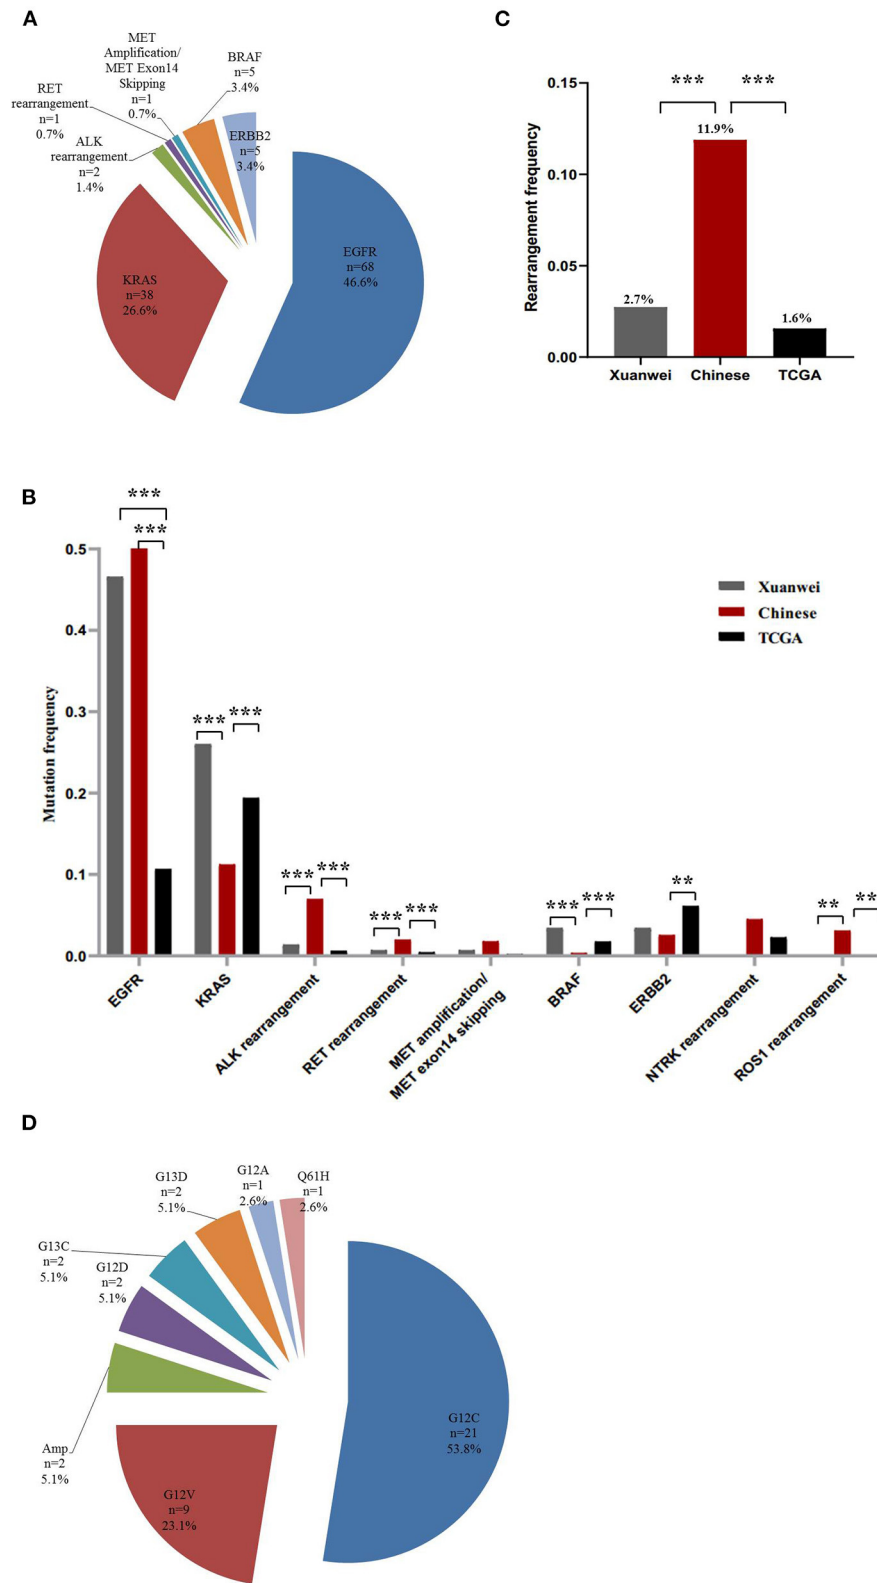 A
MET
Amplification/
MET Exon14
Skipping
n=1
0.7%
BRAF
n=5
3.4%
RET
rearrangement
n=1
0.7%
ALK
rearrangement
n=2
1.4%
ERBB2
n=5
3.4%
EGFR
n=68
46.6%
KRAS
n=38
26.6%
C
*** ***
Rearrangement frequency
0.15
0.10
0.05
0.00
2.7%
11.9%
1.6%
Xuanwei Chinese TCGA
B
***
***
Mutation frequency
0.5
0.4
0.3
0.2
0.1
0.0
*** ***
*** ***
*** ***
*** ***
**
** **
Xuanwei
Chinese
TCGA
EGFR
KRAS
ALK rearrangement
RET rearrangement
MET amplification/
MET exon14 skipping
BRAF
ERBB2
NTRK rearrangement
ROS1 rearrangement
D
G13D
n=2
5.1%
G12A
n=1
2.6%
Q61H
n=1
2.6%
G13C
n=2
5.1%
G12D
n=2
5.1%
Amp
n=2
5.1%
G12V
n=9
23.1%
G12C
n=21
53.8%